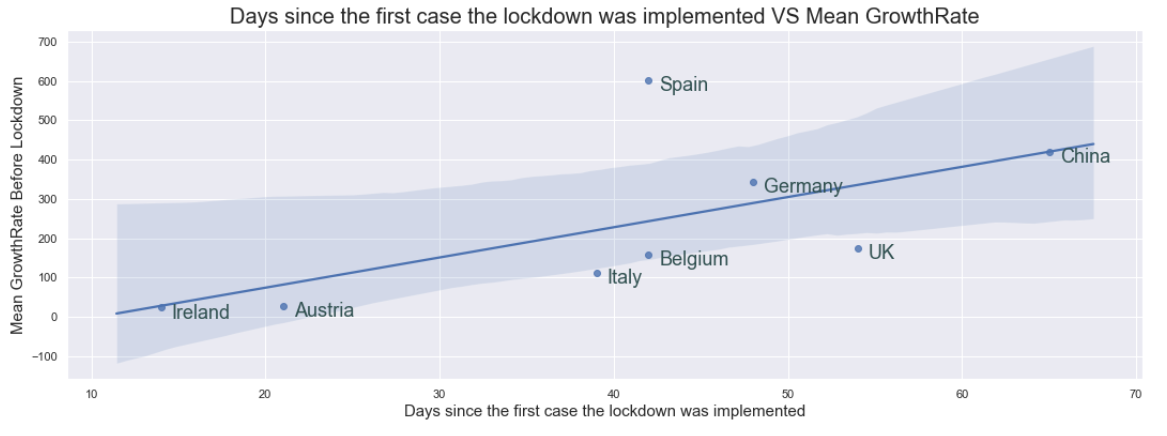 Days since the first case the lockdown was implemented VS Mean GrowthRate
Mean GrowthRate Before Lockdown
700
600
500
400
300
200
100
0
−100
Spain
China
Germany
UK
Belgium
Italy
Ireland
Austria
10 20 30 40 50 60 70
Days since the first case the lockdown was implemented